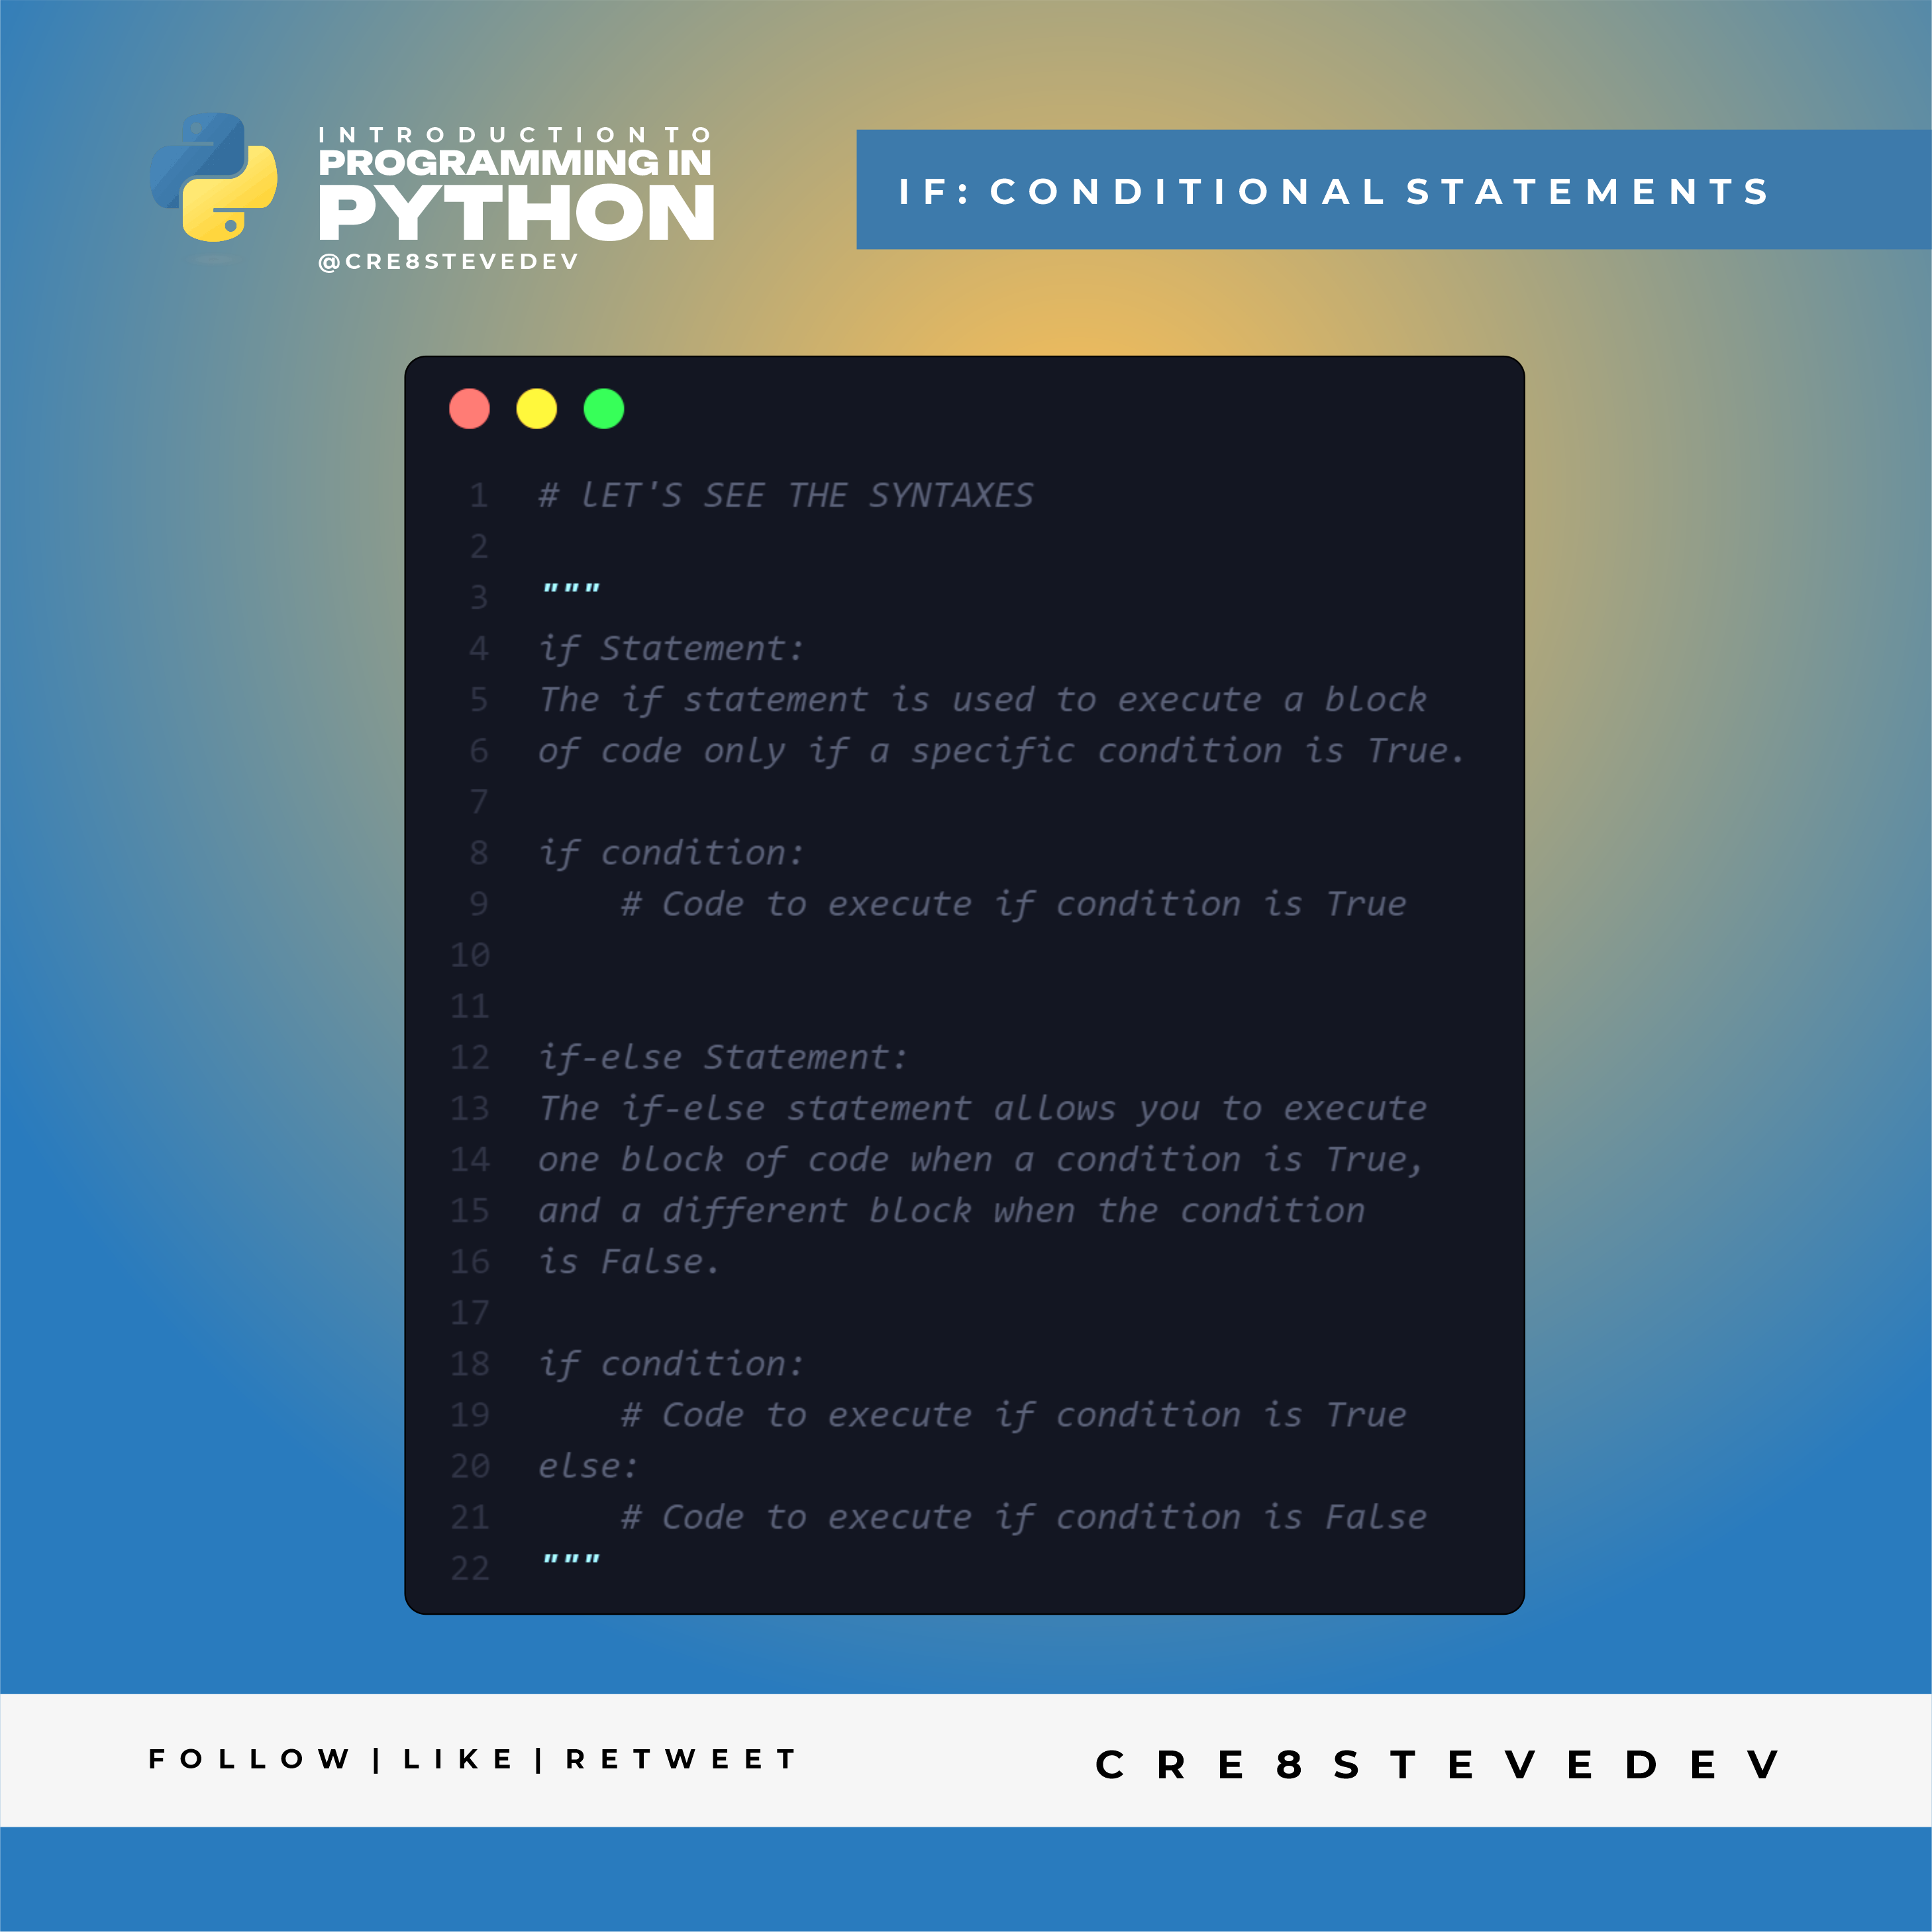 INTRODUCTION TO
PROGRAMMING IN
PYTHON
@CRE8STEVEDEV
IF: CONDITIONAL STATEMENTS
1 # lET'S SEE THE SYNTAXES
2
3 """
4 if Statement:
5 The if statement is used to execute a block
6 of code only if a specific condition is True.
7
8 if condition:
9     # Code to execute if condition is True
10
11
12 if-else Statement:
13 The if-else statement allows you to execute
14 one block of code when a condition is True,
15 and a different block when the condition
16 is False.
17
18 if condition:
19     # Code to execute if condition is True
20 else:
21     # Code to execute if condition is False
22 """
FOLLOW | LIKE | RETWEET
CRE8STEVEDEV